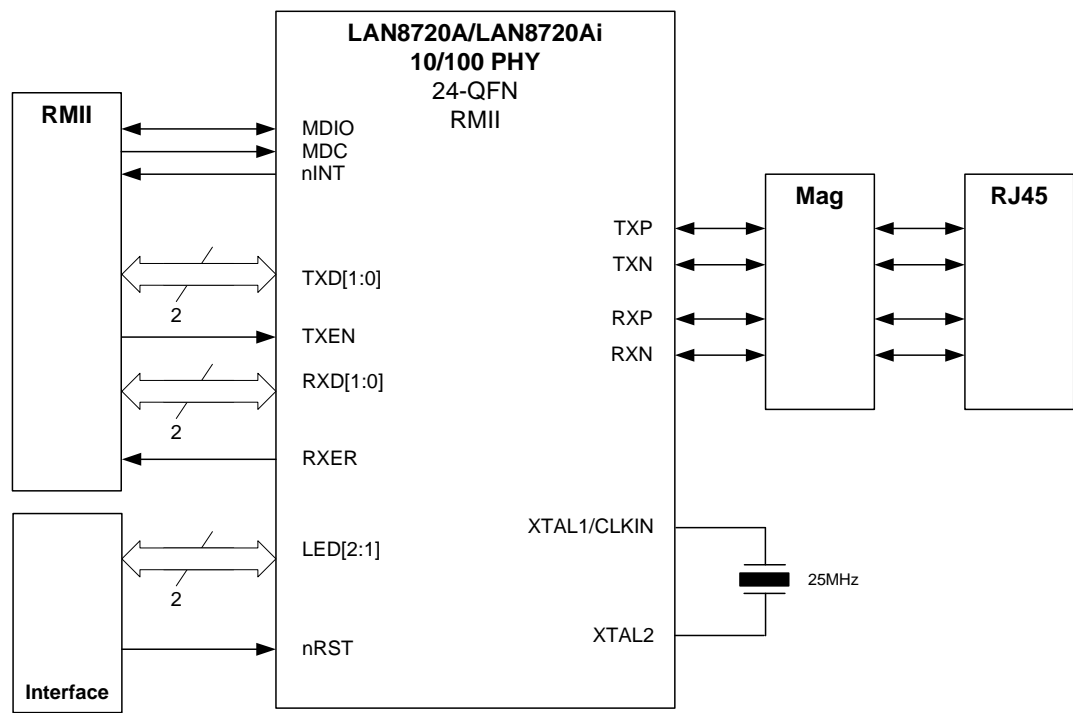 LAN8720A/LAN8720Ai
10/100 PHY
24-QFN
RMII
RMII
MDIO
MDC
nINT
TXD[1:0]
2
TXEN
RXD[1:0]
2
RXER
LED[2:1]
2
nRST
Interface
TXP
TXN
RXP
RXN
Mag
RJ45
XTAL1/CLKIN
25MHz
XTAL2